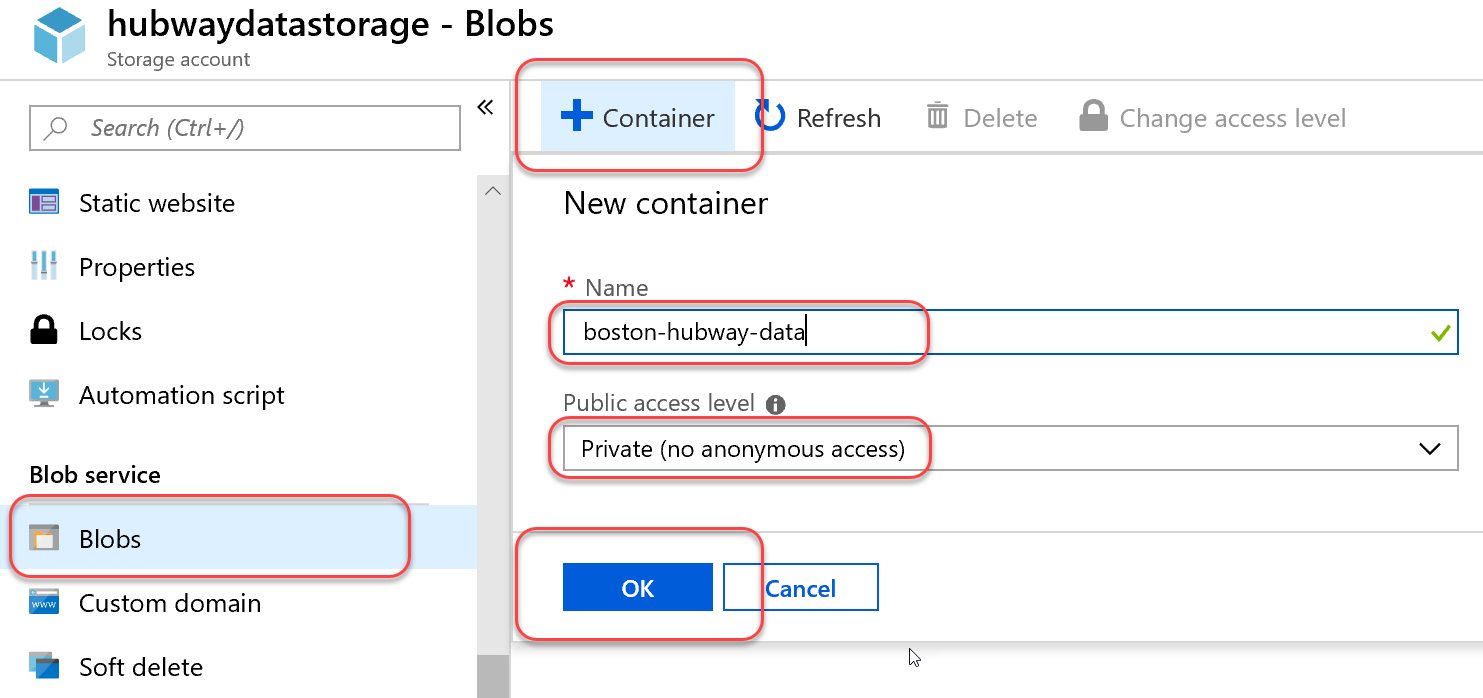 hubwaydatastorage - Blobs
Storage account
Search (Ctrl+/)
«
Static website
Properties
Locks
Automation script
Blob service
Blobs
www
Custom domain
Soft delete
Container
Refresh
Delete
Change access level
New container
* Name
boston-hubway-data
Public access level i
Private (no anonymous access)
OK
Cancel